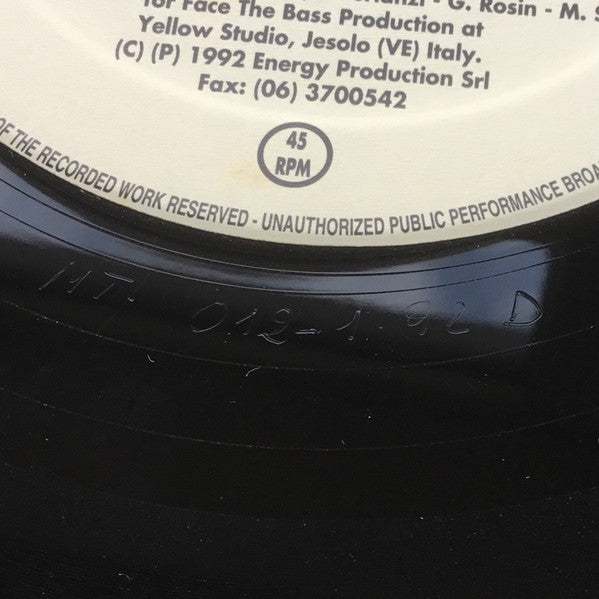 G. Rosin - M.
for Face The Bass Production at
Yellow Studio, Jesolo (VE) Italy.
(C) (P) 1992 Energy Production Srl
Fax: (06) 3700542
45
RPM
OF THE RECORDED WORK RESERVED - UNAUTHORIZED PUBLIC PERFORMANCE BROA
MT. 012-1.92 D